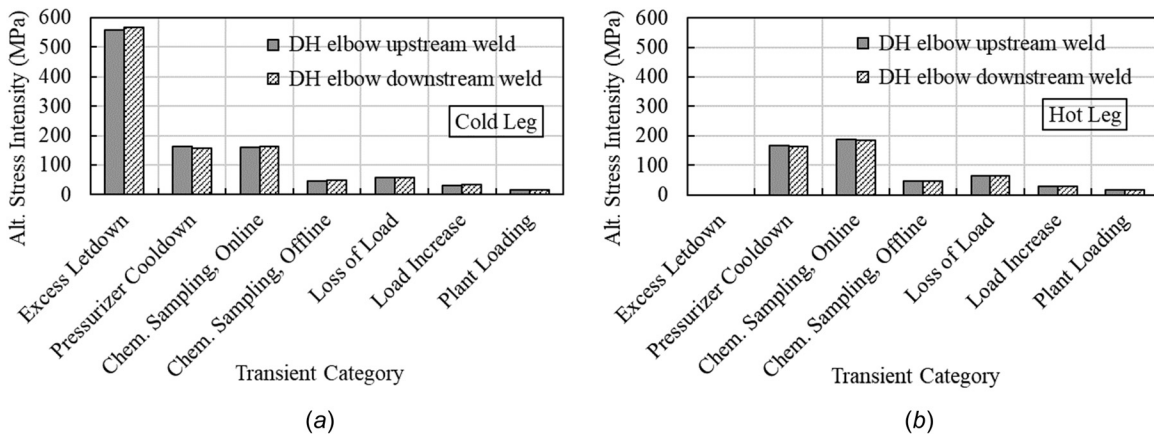 Alt. Stress Intensity (MPa)
600
500
400
300
200
100
0
DH elbow upstream weld
DH elbow downstream weld
Cold Leg
Excess Letdown
Pressurizer Cooldown
Chem. Sampling, Online
Chem. Sampling, Offline
Loss of Load
Load Increase
Plant Loading
Transient Category
(a)
Alt. Stress Intensity (MPa)
600
500
400
300
200
100
0
DH elbow upstream weld
DH elbow downstream weld
Hot Leg
Excess Letdown
Pressurizer Cooldown
Chem. Sampling, Online
Chem. Sampling, Offline
Loss of Load
Load Increase
Plant Loading
Transient Category
(b)